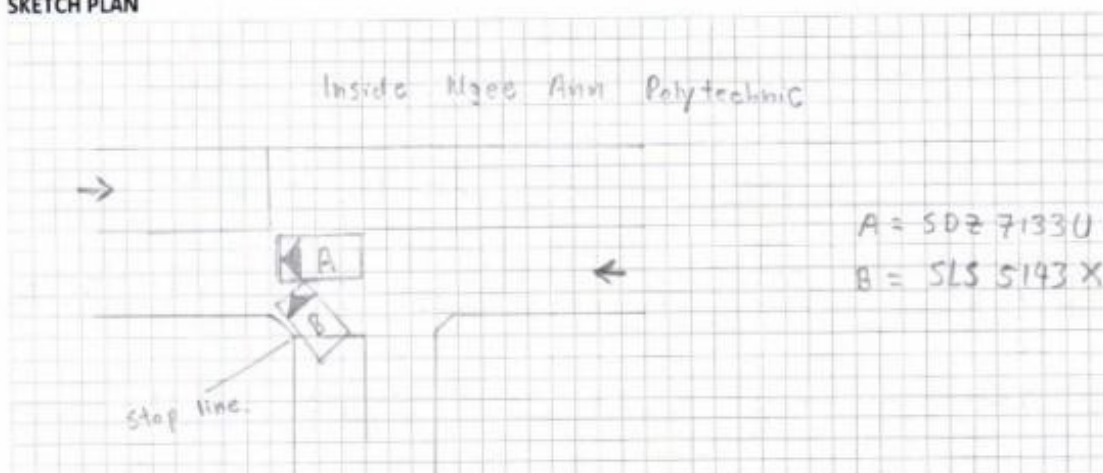 SKETCH PLAN
Inside Ngee Ann Polytechnic
A = SDZ 7133U
B = SLS 5143X
A
B
stop line.